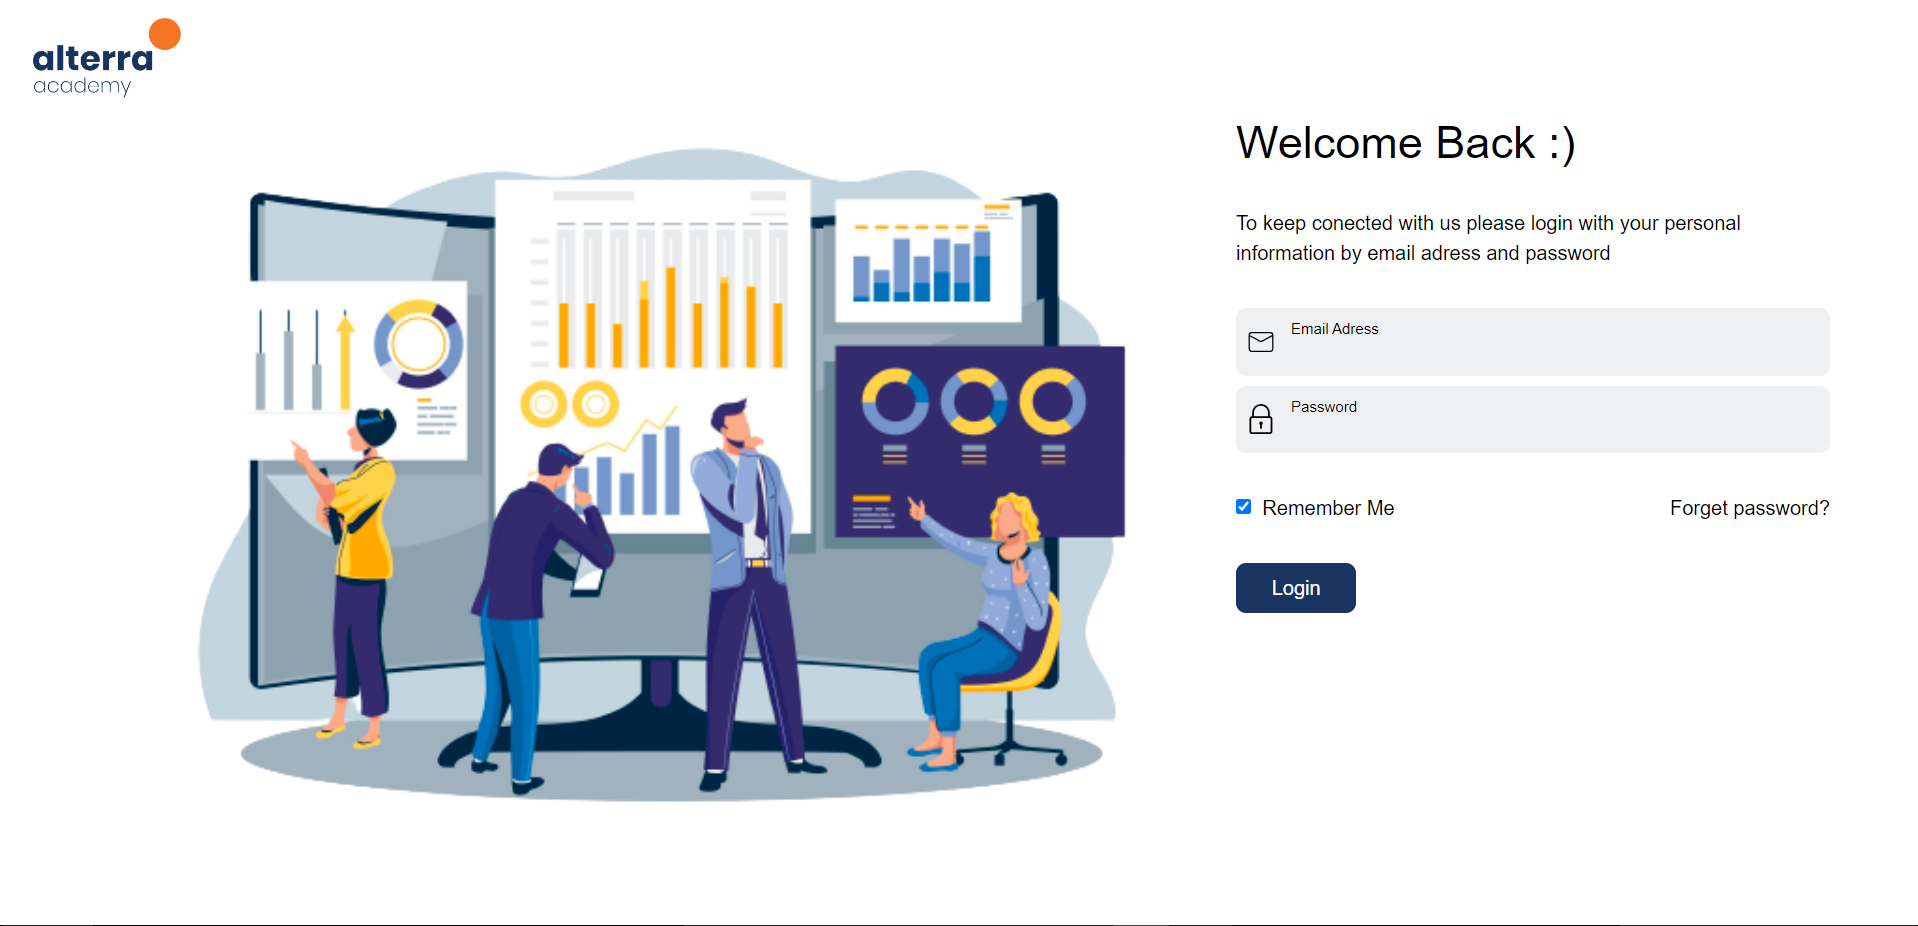 alterra
academy
Welcome Back :)
To keep conected with us please login with your personal
information by email adress and password
Email Adress
Password
Remember Me
Forget password?
Login